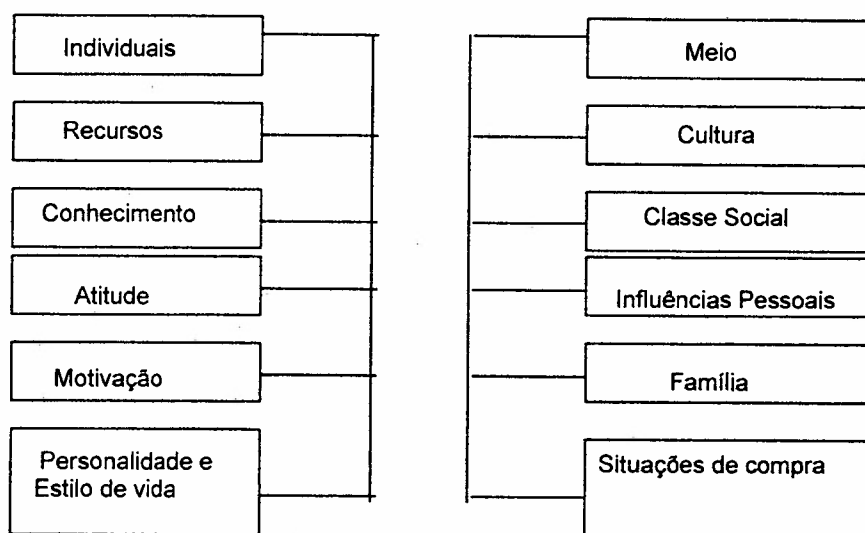 Individuais
Recursos
Conhecimento
Atitude
Motivação
Personalidade e
Estilo de vida
Meio
Cultura
Classe Social
Influências Pessoais
Família
Situações de compra